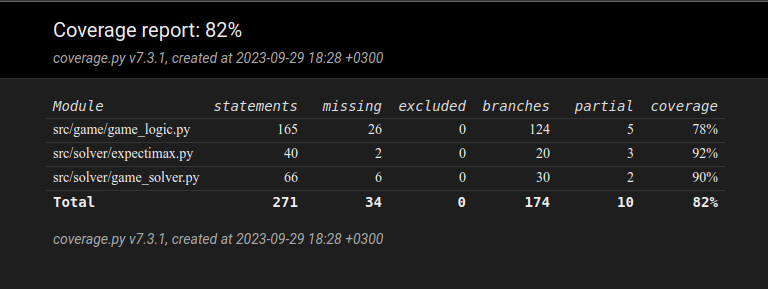 Coverage report: 82%
coverage.py v7.3.1, created at 2023-09-29 18:28 +0300
Module statements missing excluded branches partial coverage
src/game/game_logic.py 165 26 0 124 5 78%
src/solver/expectimax.py 40 2 0 20 3 92%
src/solver/game_solver.py 66 6 0 30 2 90%
Total 271 34 0 174 10 82%
coverage.py v7.3.1, created at 2023-09-29 18:28 +0300